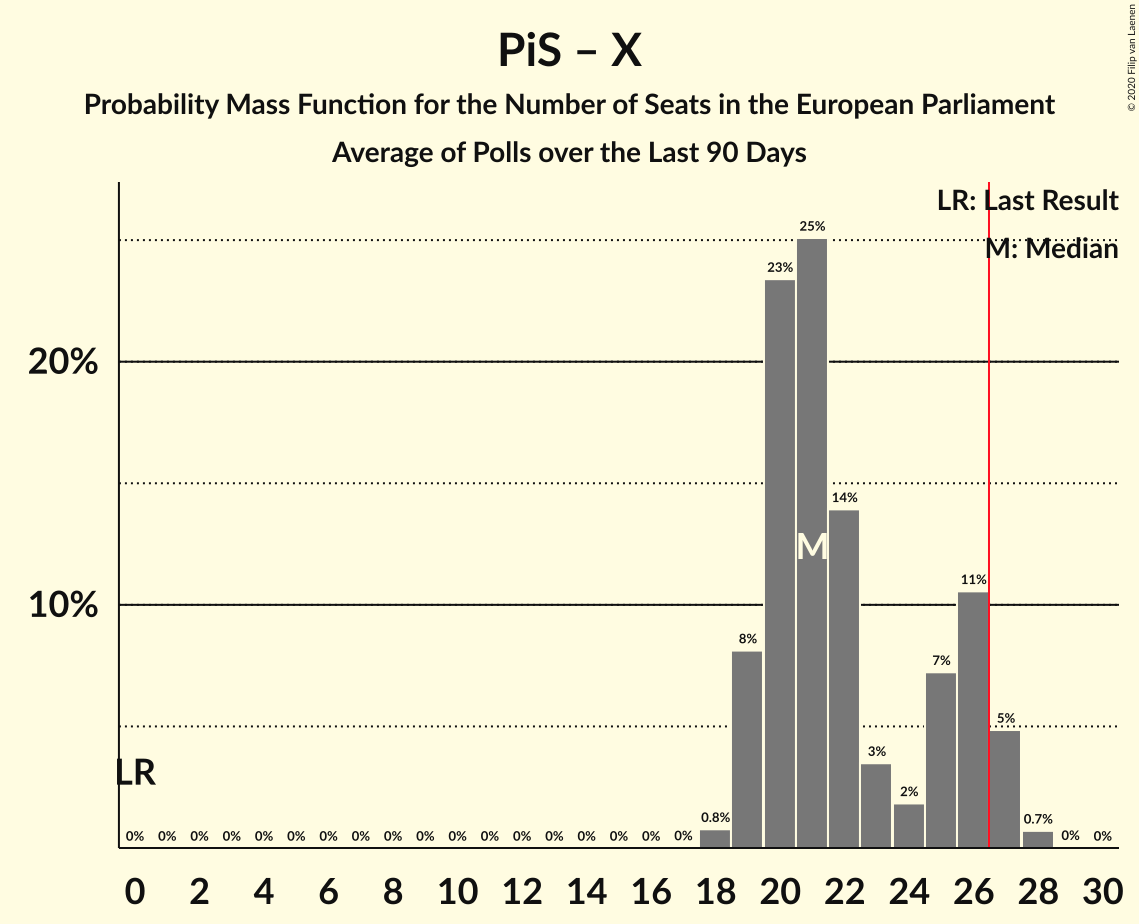 PiS – X
Probability Mass Function for the Number of Seats in the European Parliament
Average of Polls over the Last 90 Days
© 2020 Filip van Laenen
LR: Last Result
M: Median
20%
10%
25%
23%
14%
M
11%
8%
7%
5%
3%
2%
LR
0% 0% 0% 0% 0% 0% 0% 0% 0% 0% 0% 0% 0% 0% 0% 0% 0% 0% 0.8% 0.7% 0% 0%
0 2 4 6 8 10 12 14 16 18 20 22 24 26 28 30